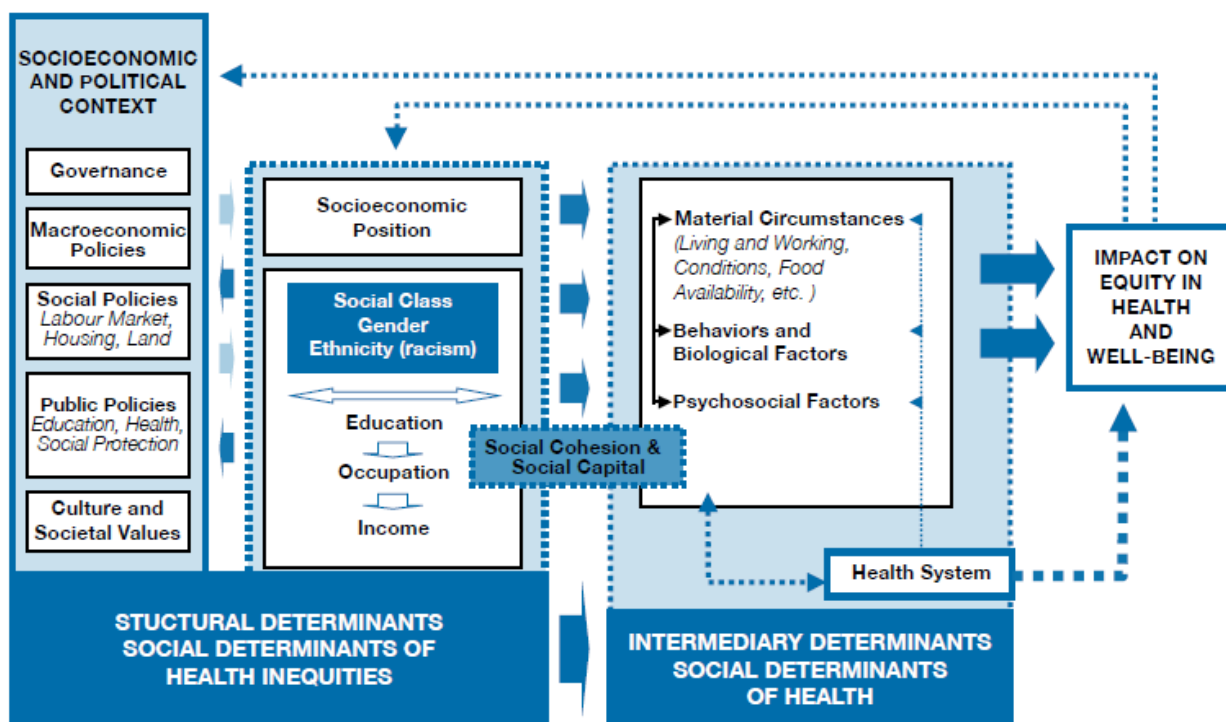 SOCIOECONOMIC
AND POLITICAL
CONTEXT
Governance
Macroeconomic
Policies
Social Policies
Labour Market,
Housing, Land
Public Policies
Education, Health,
Social Protection
Culture and
Societal Values
Socioeconomic
Position
Social Class
Gender
Ethnicity (racism)
Education
Occupation
Income
Social Cohesion &
Social Capital
Material Circumstances
(Living and Working,
Conditions, Food
Availability, etc. )
Behaviors and
Biological Factors
Psychosocial Factors
Health System
IMPACT ON
EQUITY IN
HEALTH
AND
WELL-BEING
STUCTURAL DETERMINANTS
SOCIAL DETERMINANTS OF
HEALTH INEQUITIES
INTERMEDIARY DETERMINANTS
SOCIAL DETERMINANTS
OF HEALTH